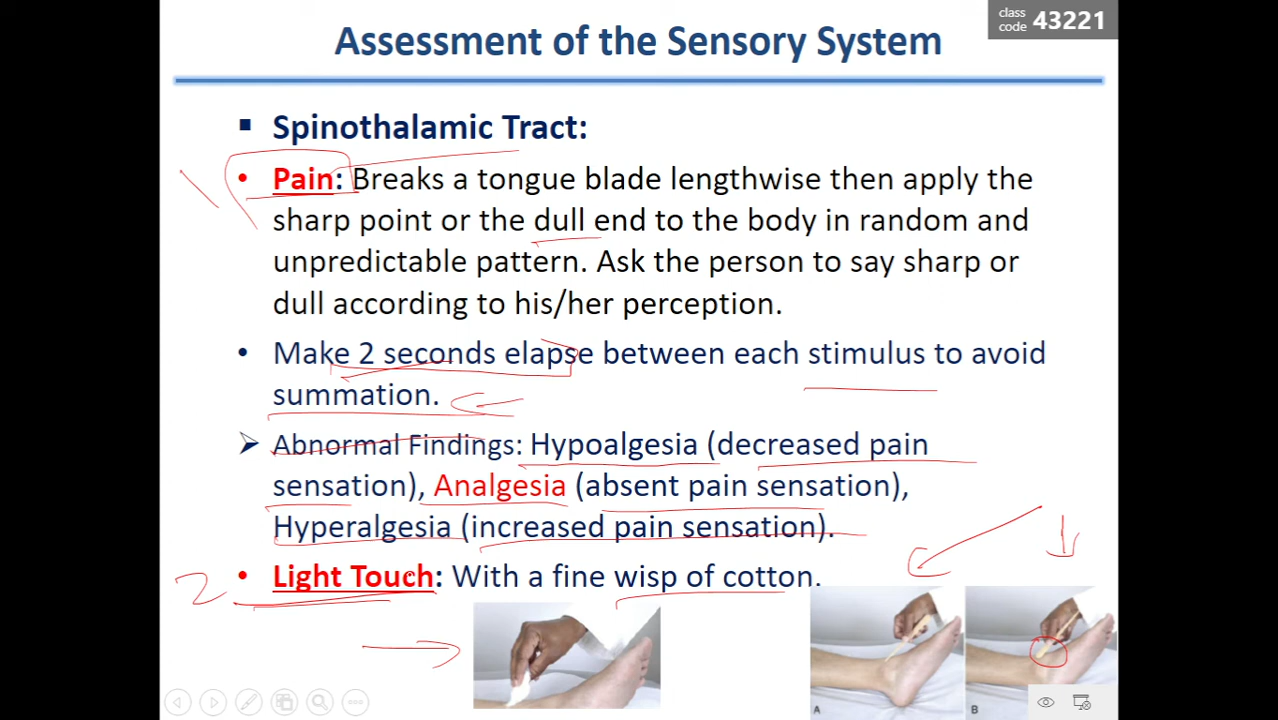 class
code 43221
Assessment of the Sensory System
▪ Spinothalamic Tract:
• Pain: Breaks a tongue blade lengthwise then apply the
sharp point or the dull end to the body in random and
unpredictable pattern. Ask the person to say sharp or
dull according to his/her perception.
• Make 2 seconds elapse between each stimulus to avoid
summation.
➤ Abnormal Findings: Hypoalgesia (decreased pain
sensation), Analgesia (absent pain sensation),
Hyperalgesia (increased pain sensation).
2
• Light Touch: With a fine wisp of cotton.
A
B